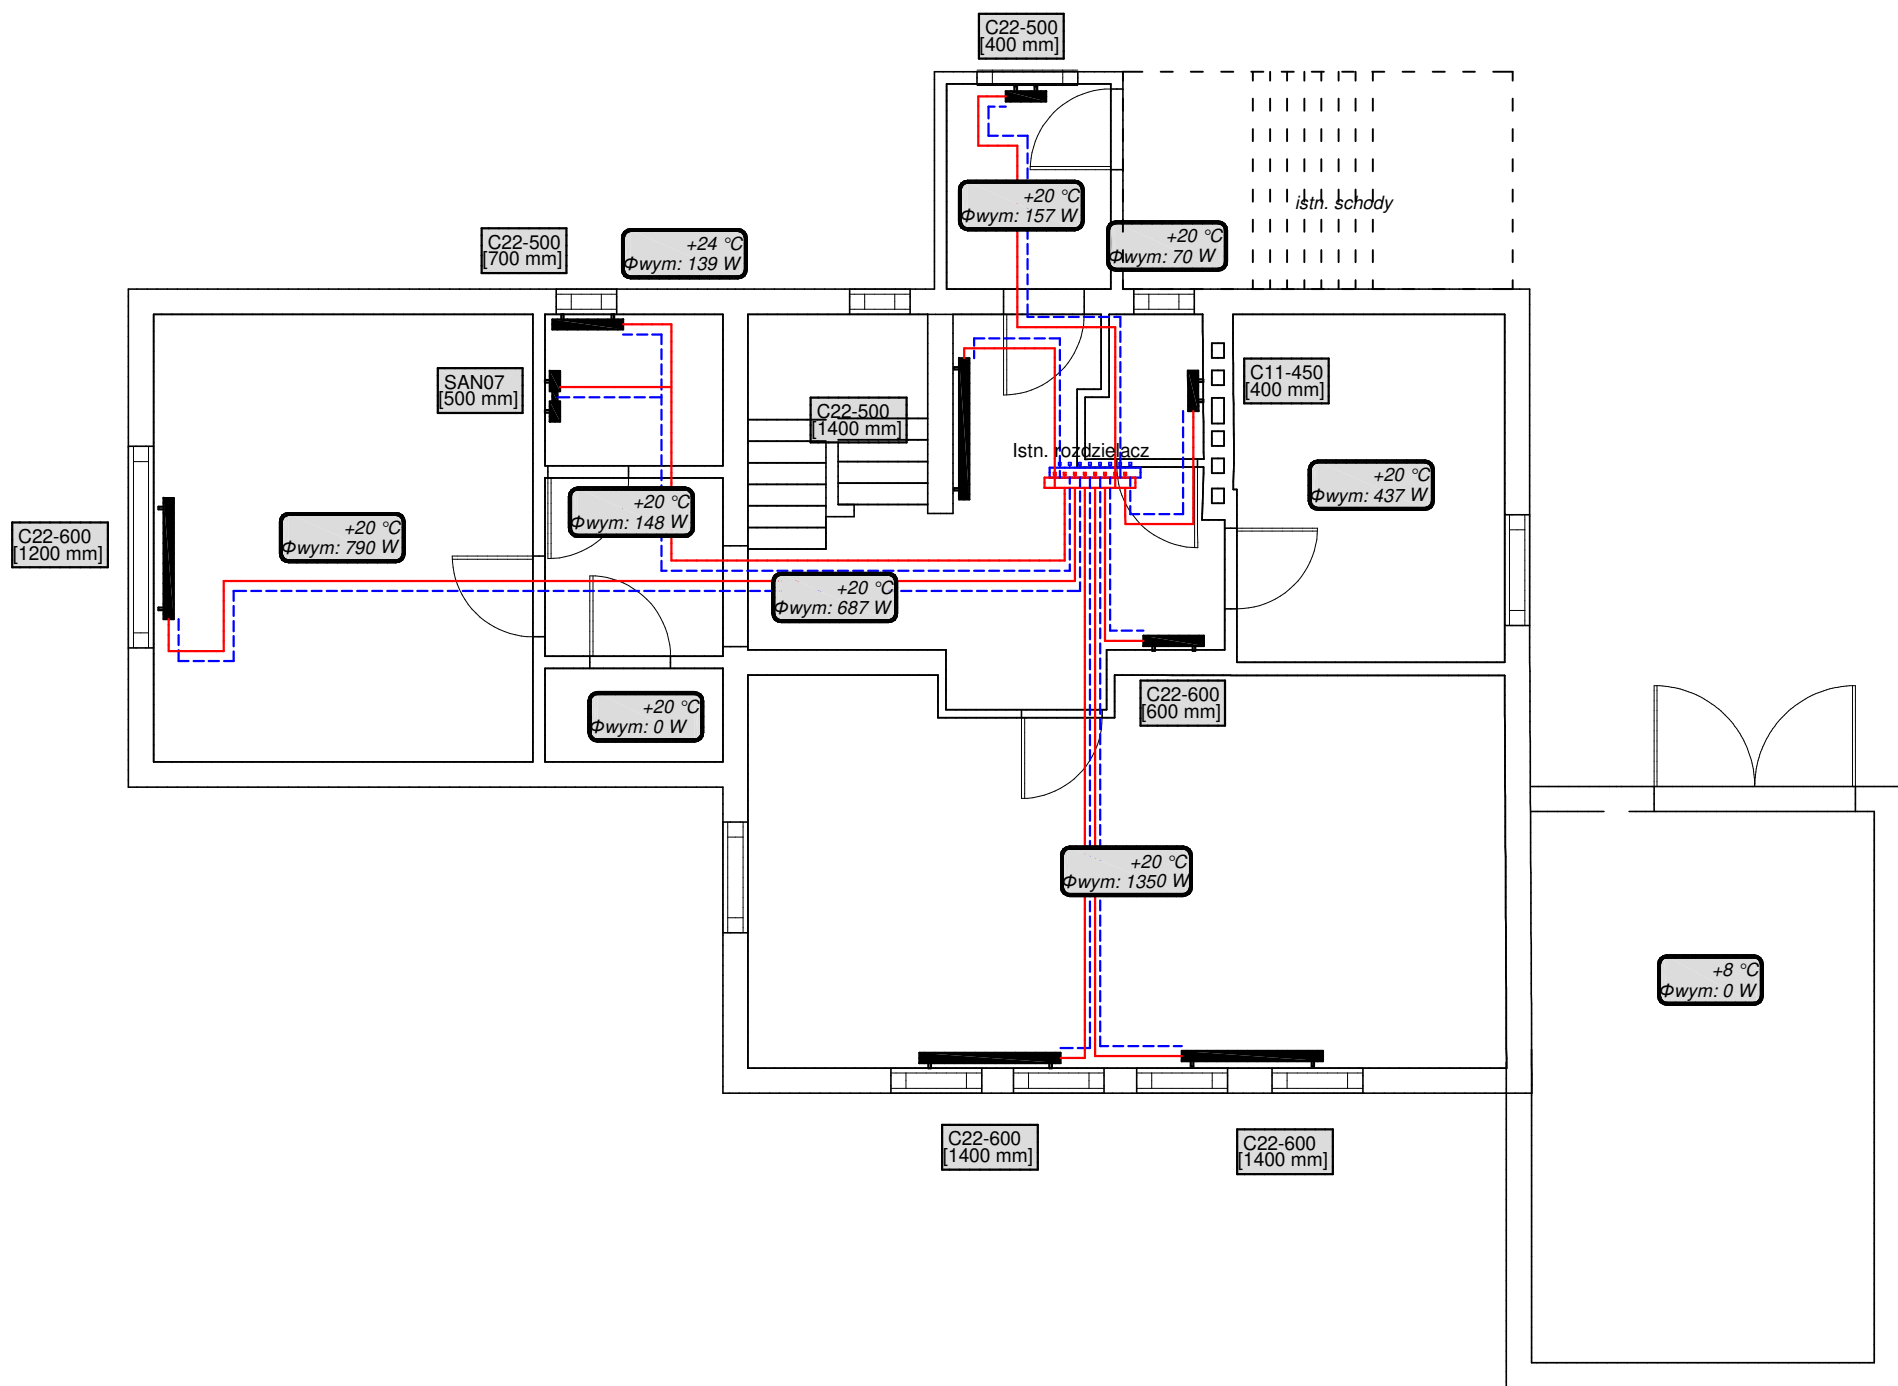 C22-500
[400 mm]
+20 °C
Φwym: 157 W
istn. schody
C22-500
[700 mm]
+24 °C
Φwym: 139 W
+20 °C
Φwym: 70 W
SAN07
[500 mm]
C22-500
[1400 mm]
C11-450
[400 mm]
Istn. rozdzielacz
+20 °C
Φwym: 437 W
C22-600
[1200 mm]
+20 °C
Φwym: 790 W
+20 °C
Φwym: 148 W
+20 °C
Φwym: 687 W
+20 °C
Φwym: 0 W
C22-600
[600 mm]
+20 °C
Φwym: 1350 W
+8 °C
Φwym: 0 W
C22-600
[1400 mm]
C22-600
[1400 mm]